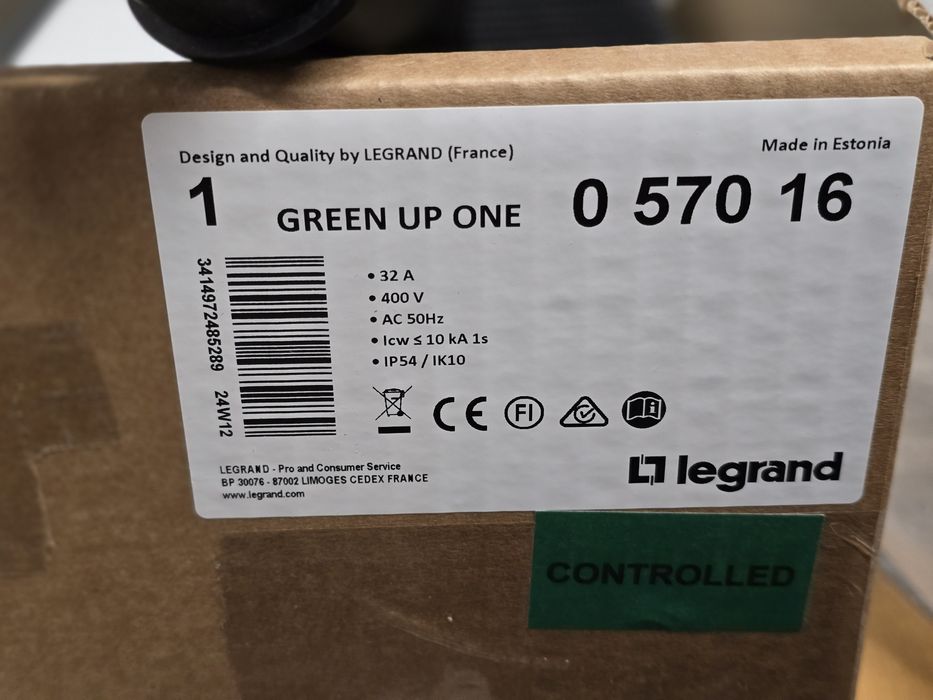 Design and Quality by LEGRAND (France)
Made in Estonia
1
GREEN UP ONE
0 570 16
3414972485289 24W12
• 32 A
• 400 V
• AC 50Hz
• Icw ≤ 10 kA 1s
• IP54 / IK10
CE
FI
i
LEGRAND - Pro and Consumer Service
BP 30076 - 87002 LIMOGES CEDEX FRANCE
www.legrand.com
legrand
CONTROLLED